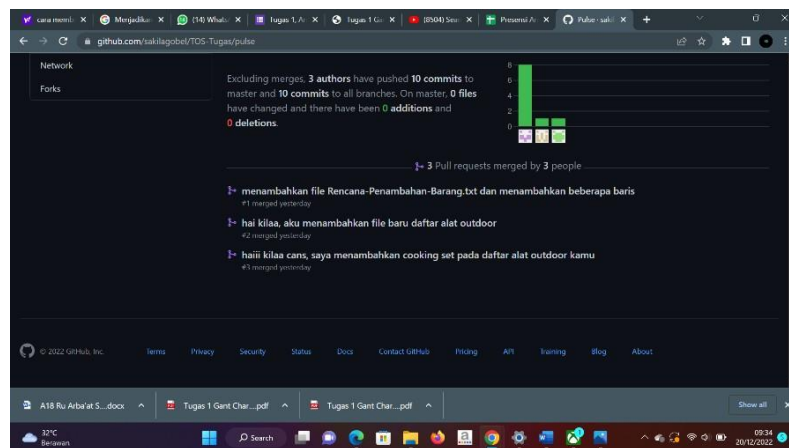 cara memb
Menjadikan
(14) Whats
Tugas 1, A
Tugas 1 Ga
(8504) Sea
Presensi A
Pulse · saki
github.com/sakilagobel/TOS-Tugas/pulse
Network
Forks
Excluding merges, 3 authors have pushed 10 commits to
master and 10 commits to all branches. On master, 0 files
have changed and there have been 0 additions and
0 deletions.
8
6
4
2
0
3 Pull requests merged by 3 people
menambahkan file Rencana-Penambahan-Barang.txt dan menambahkan beberapa baris
#1 merged yesterday
hai kilaa, aku menambahkan file baru daftar alat outdoor
#2 merged yesterday
haiii kilaa cans, saya menambahkan cooking set pada daftar alat outdoor kamu
#3 merged yesterday
© 2022 GitHub, Inc.
Terms
Privacy
Security
Status
Docs
Contact GitHub
Pricing
API
Training
Blog
About
A18 Ru Arba'at S....docx
Tugas 1 Gant Char....pdf
Tugas 1 Gant Char....pdf
Show all
32°C
Berawan
Search
09:34
20/12/2022